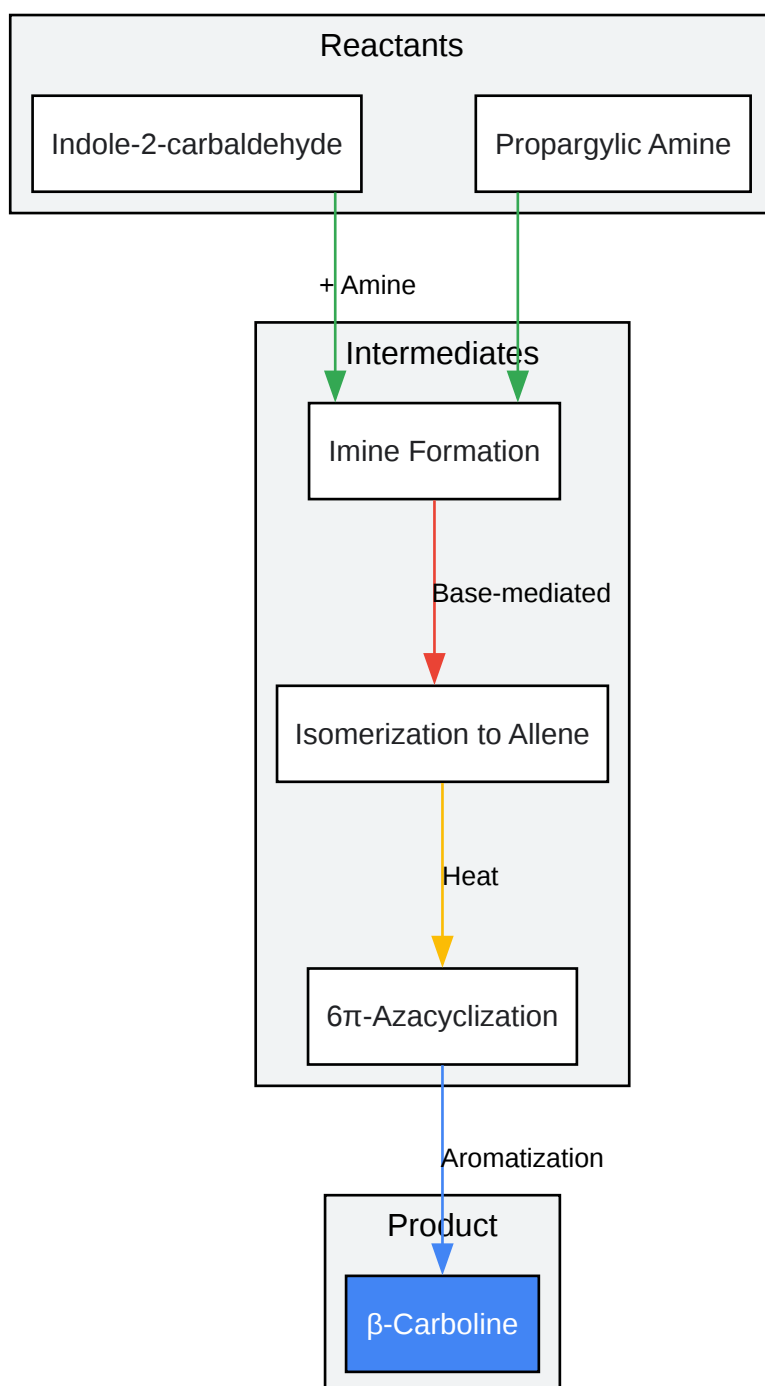 Reactants
Indole-2-carbaldehyde
Propargylic Amine
+ Amine
Intermediates
Imine Formation
Base-mediated
Isomerization to Allene
Heat
6π-Azacyclization
Aromatization
Product
β-Carboline